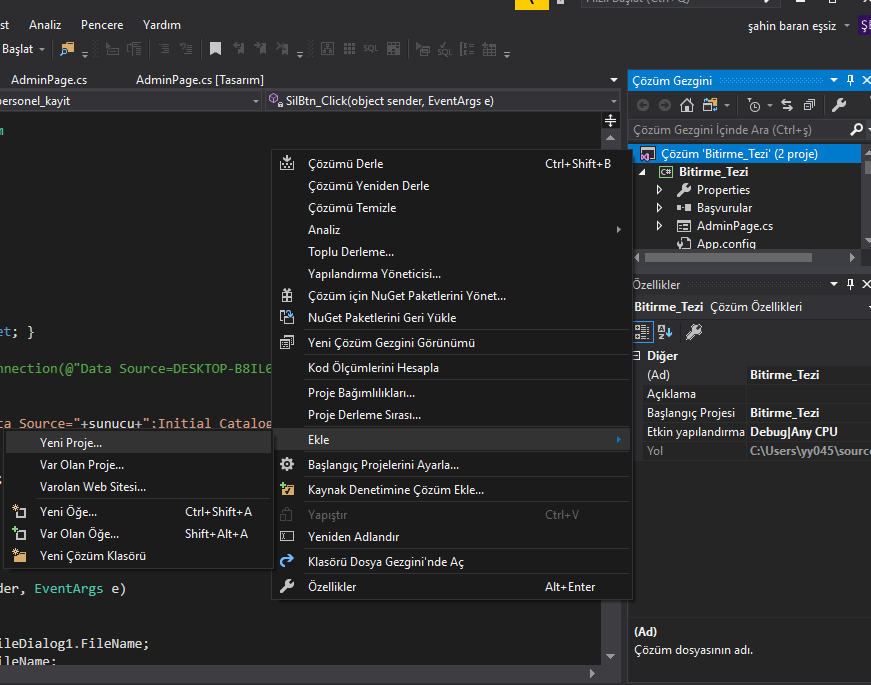 st Analiz Pencere Yardım
şahin baran eşsiz
Başlat
SQL
AdminPage.cs AdminPage.cs [Tasarım]
personel_kayit SilBtn_Click(object sender, EventArgs e)
Çözüm Gezgini
Çözüm Gezgini İçinde Ara (Ctrl+ş)
Çözüm 'Bitirme_Tezi' (2 proje)
C# Bitirme_Tezi
Properties
Başvurular
AdminPage.cs
App.config
Çözümü Derle Ctrl+Shift+B
Çözümü Yeniden Derle
Çözümü Temizle
Analiz
Toplu Derleme...
Yapılandırma Yöneticisi...
Çözüm için NuGet Paketlerini Yönet...
NuGet Paketlerini Geri Yükle
Yeni Çözüm Gezgini Görünümü
Kod Ölçümlerini Hesapla
Proje Bağımlılıkları...
Proje Derleme Sırası...
Ekle
Başlangıç Projelerini Ayarla...
Kaynak Denetimine Çözüm Ekle...
Yapıştır Ctrl+V
Yeniden Adlandır
Klasörü Dosya Gezgini'nde Aç
Özellikler Alt+Enter
Yeni Proje...
Var Olan Proje...
Varolan Web Sitesi...
Yeni Öğe... Ctrl+Shift+A
Var Olan Öğe... Shift+Alt+A
Yeni Çözüm Klasörü
et; }
nnection(@"Data Source=DESKTOP-B8IL0
ta Source="+sunucu+";Initial Catalog
der, EventArgs e)
ileDialog1.FileName;
ileName;
Özellikler
Bitirme_Tezi Çözüm Özellikleri
Diğer
(Ad) Bitirme_Tezi
Açıklama
Başlangıç Projesi Bitirme_Tezi
Etkin yapılandırma Debug|Any CPU
Yol C:\Users\yy045\source
(Ad)
Çözüm dosyasının adı.